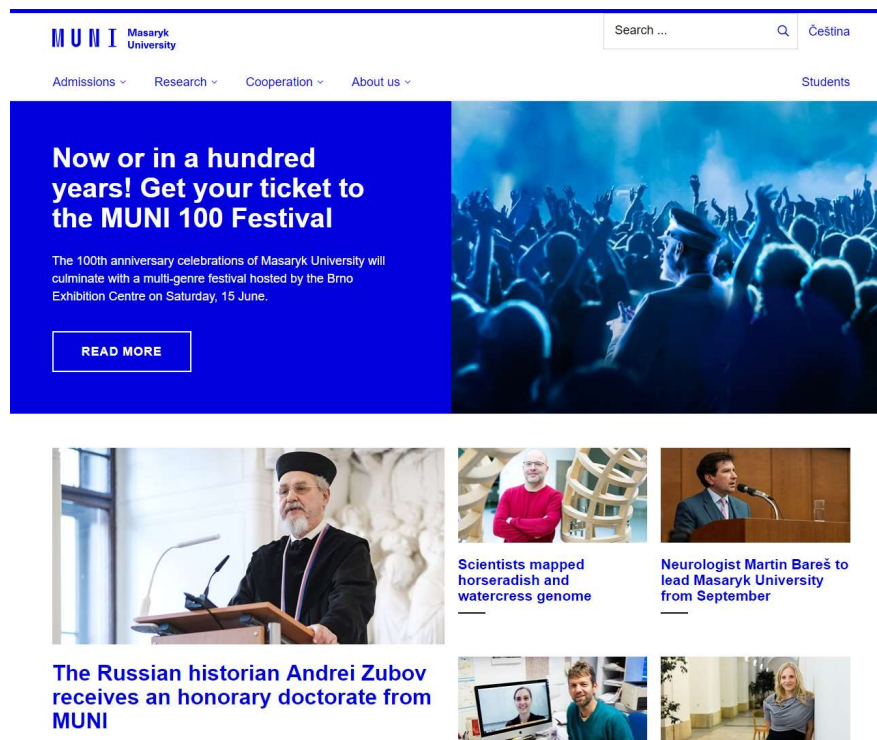 MUNI Masaryk
University
Search ...
Čeština
Admissions
Research
Cooperation
About us
Students
Now or in a hundred
years! Get your ticket to
the MUNI 100 Festival
The 100th anniversary celebrations of Masaryk University will
culminate with a multi-genre festival hosted by the Brno
Exhibition Centre on Saturday, 15 June.
READ MORE
The Russian historian Andrei Zubov
receives an honorary doctorate from
MUNI
Scientists mapped
horseradish and
watercress genome
Neurologist Martin Bareš to
lead Masaryk University
from September